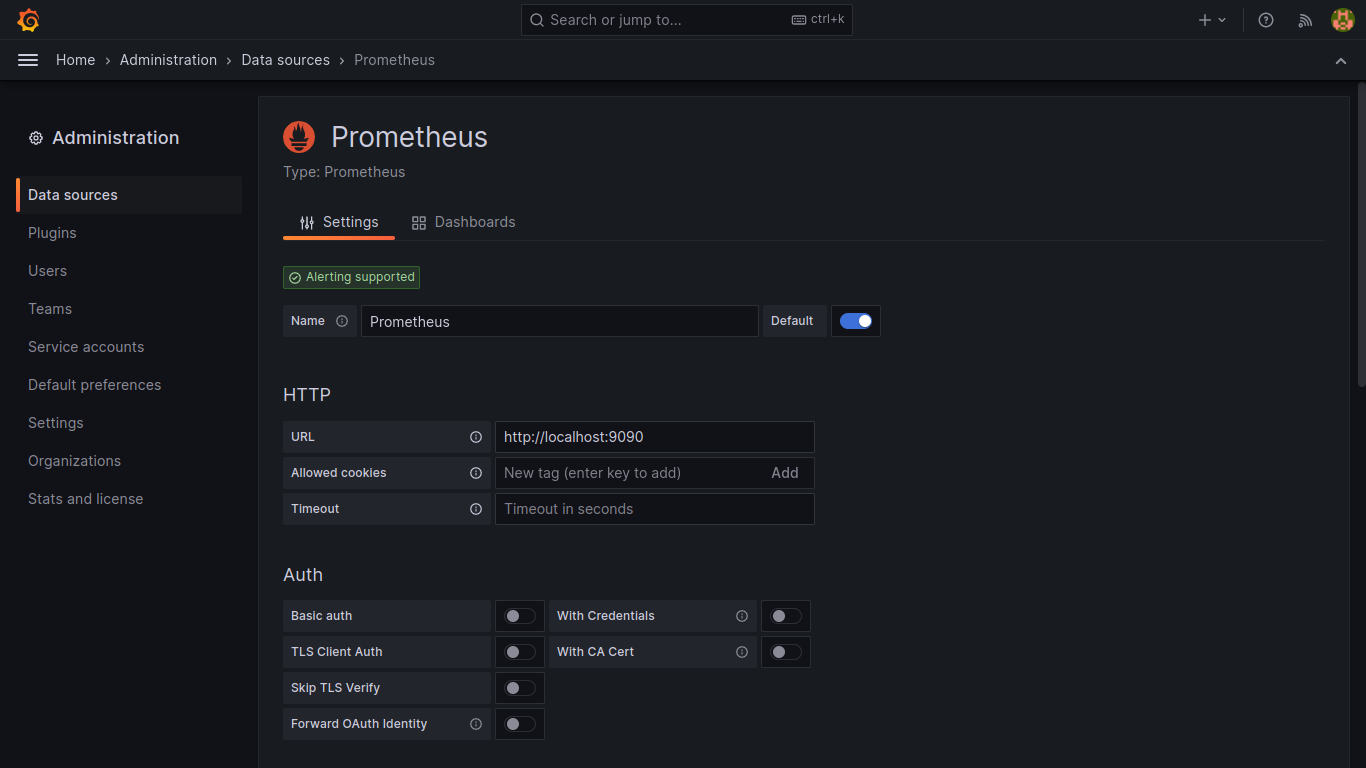 Search or jump to... ctrl+k
Home › Administration › Data sources › Prometheus
Administration
Data sources
Plugins
Users
Teams
Service accounts
Default preferences
Settings
Organizations
Stats and license
Prometheus
Type: Prometheus
Settings Dashboards
Alerting supported
Name Prometheus Default
HTTP
URL http://localhost:9090
Allowed cookies New tag (enter key to add) Add
Timeout Timeout in seconds
Auth
Basic auth With Credentials
TLS Client Auth With CA Cert
Skip TLS Verify
Forward OAuth Identity